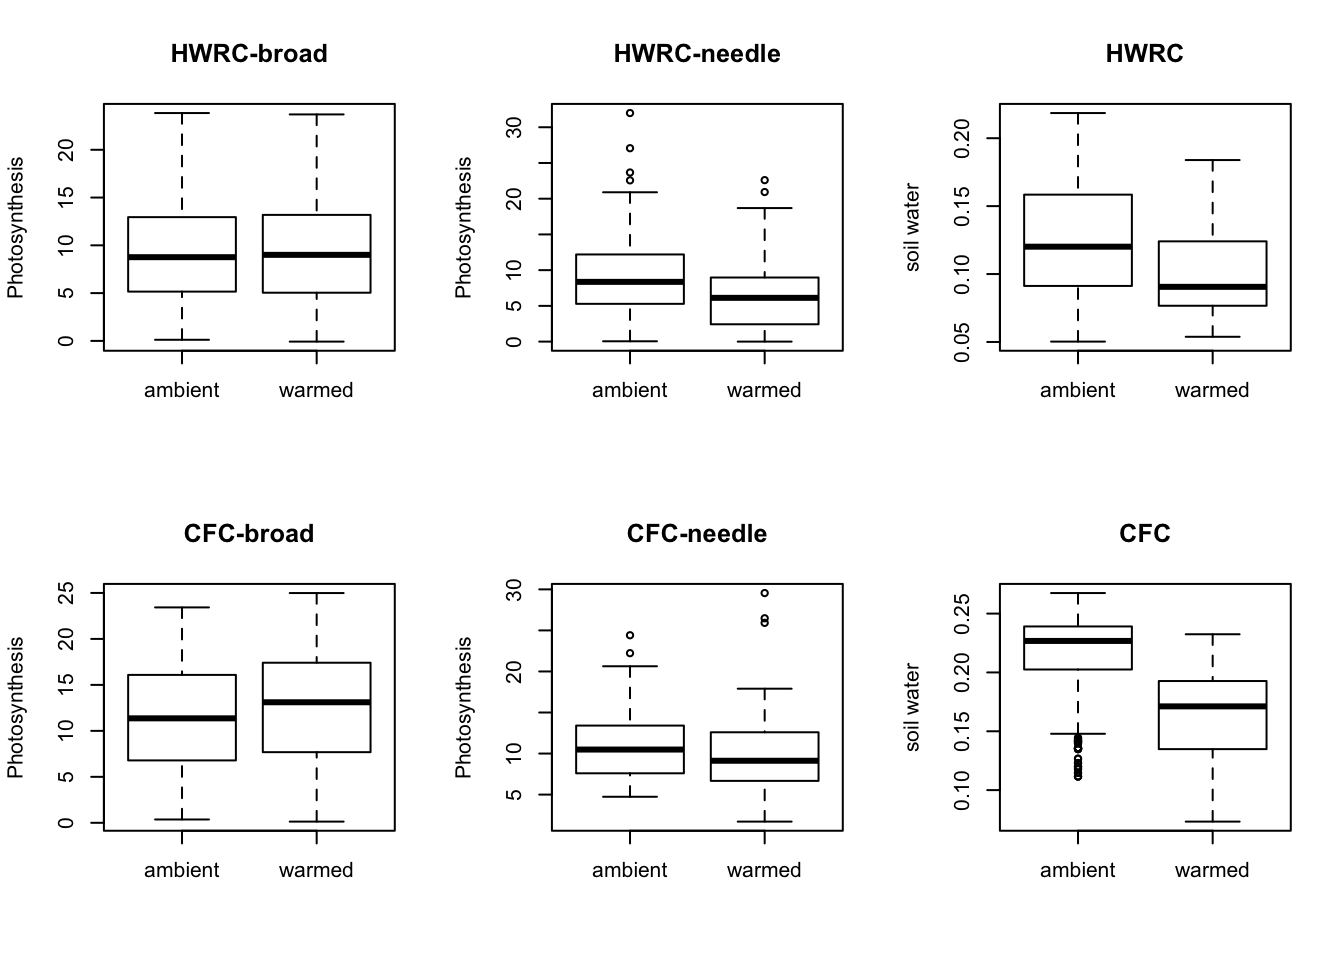 HWRC-broad
Photosynthesis
20
15
10
5
0
ambient warmed
HWRC-needle
Photosynthesis
30
20
10
5
0
ambient warmed
HWRC
soil water
0.20
0.15
0.10
0.05
ambient warmed
CFC-broad
Photosynthesis
25
20
15
10
5
0
ambient warmed
CFC-needle
Photosynthesis
30
20
10
5
ambient warmed
CFC
soil water
0.25
0.20
0.15
0.10
ambient warmed